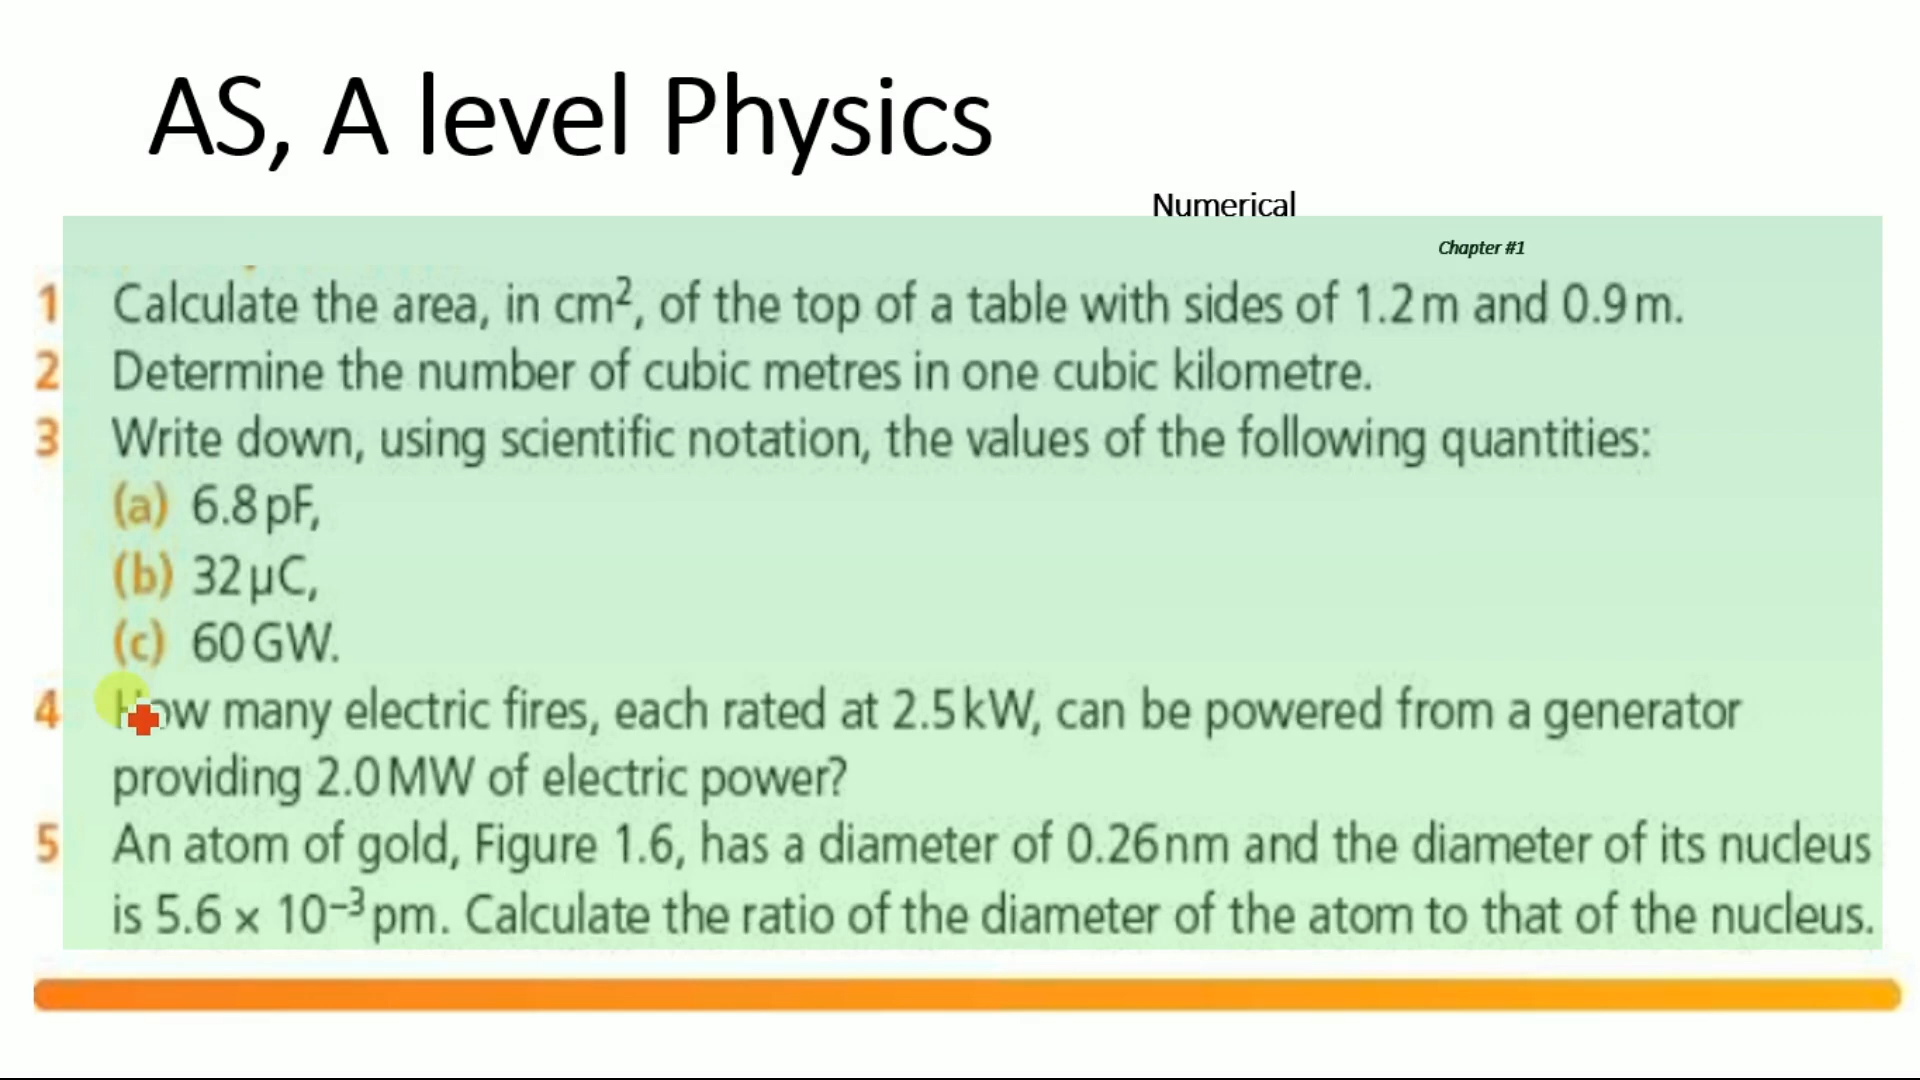 AS, A level Physics
Numerical
Chapter #1
1 Calculate the area, in cm², of the top of a table with sides of 1.2 m and 0.9 m.
2 Determine the number of cubic metres in one cubic kilometre.
3 Write down, using scientific notation, the values of the following quantities:
(a) 6.8 pF,
(b) 32 µC,
(c) 60 GW.
4 How many electric fires, each rated at 2.5 kW, can be powered from a generator
providing 2.0 MW of electric power?
5 An atom of gold, Figure 1.6, has a diameter of 0.26 nm and the diameter of its nucleus
is 5.6 × 10⁻³ pm. Calculate the ratio of the diameter of the atom to that of the nucleus.